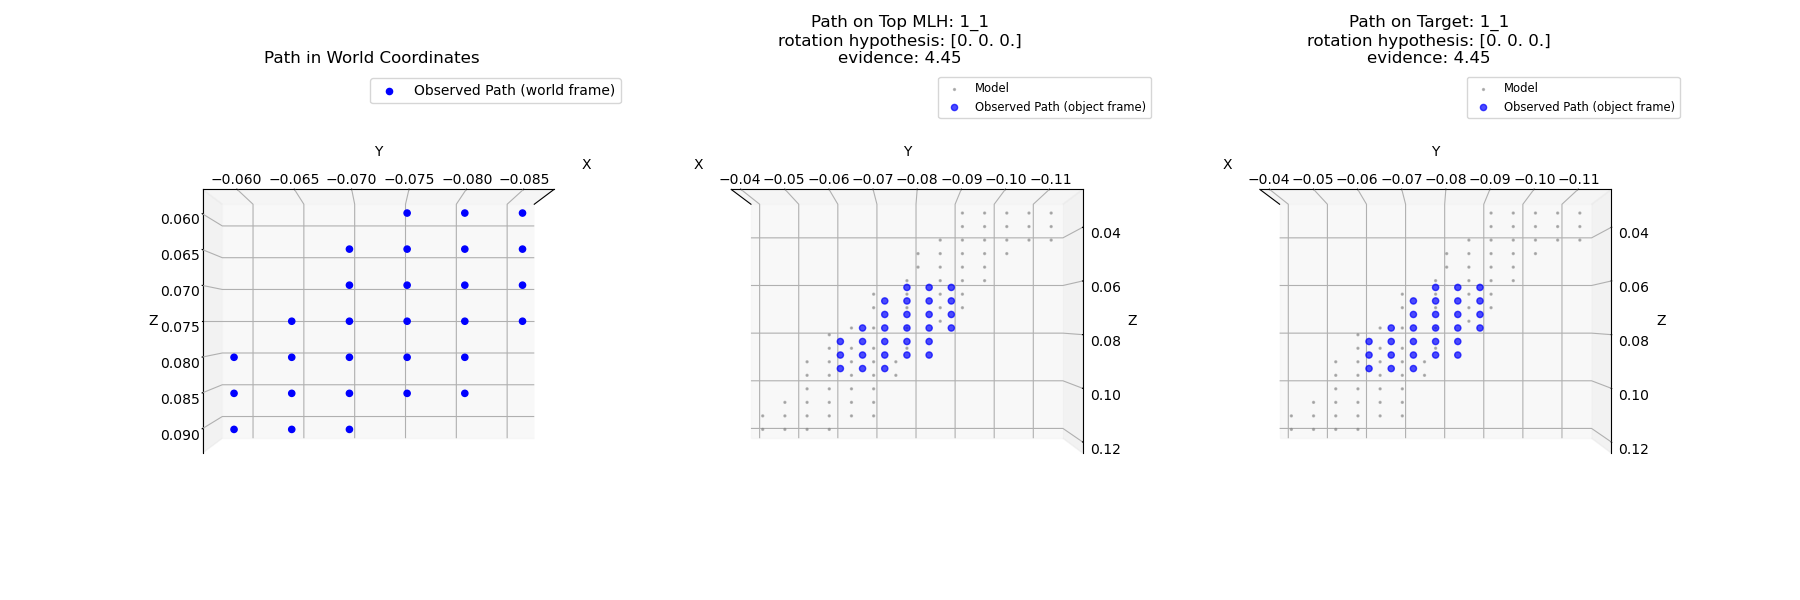 Path in World Coordinates
Observed Path (world frame)
Y
X
−0.060 −0.065 −0.070 −0.075 −0.080 −0.085
0.060
0.065
0.070
Z 0.075
0.080
0.085
0.090
Path on Top MLH: 1_1
rotation hypothesis: [0. 0. 0.]
evidence: 4.45
Model
Observed Path (object frame)
Y
X
−0.04 −0.05 −0.06 −0.07 −0.08 −0.09 −0.10 −0.11
0.04
0.06
Z
0.08
0.10
0.12
Path on Target: 1_1
rotation hypothesis: [0. 0. 0.]
evidence: 4.45
Model
Observed Path (object frame)
Y
X
−0.04 −0.05 −0.06 −0.07 −0.08 −0.09 −0.10 −0.11
0.04
0.06
Z
0.08
0.10
0.12